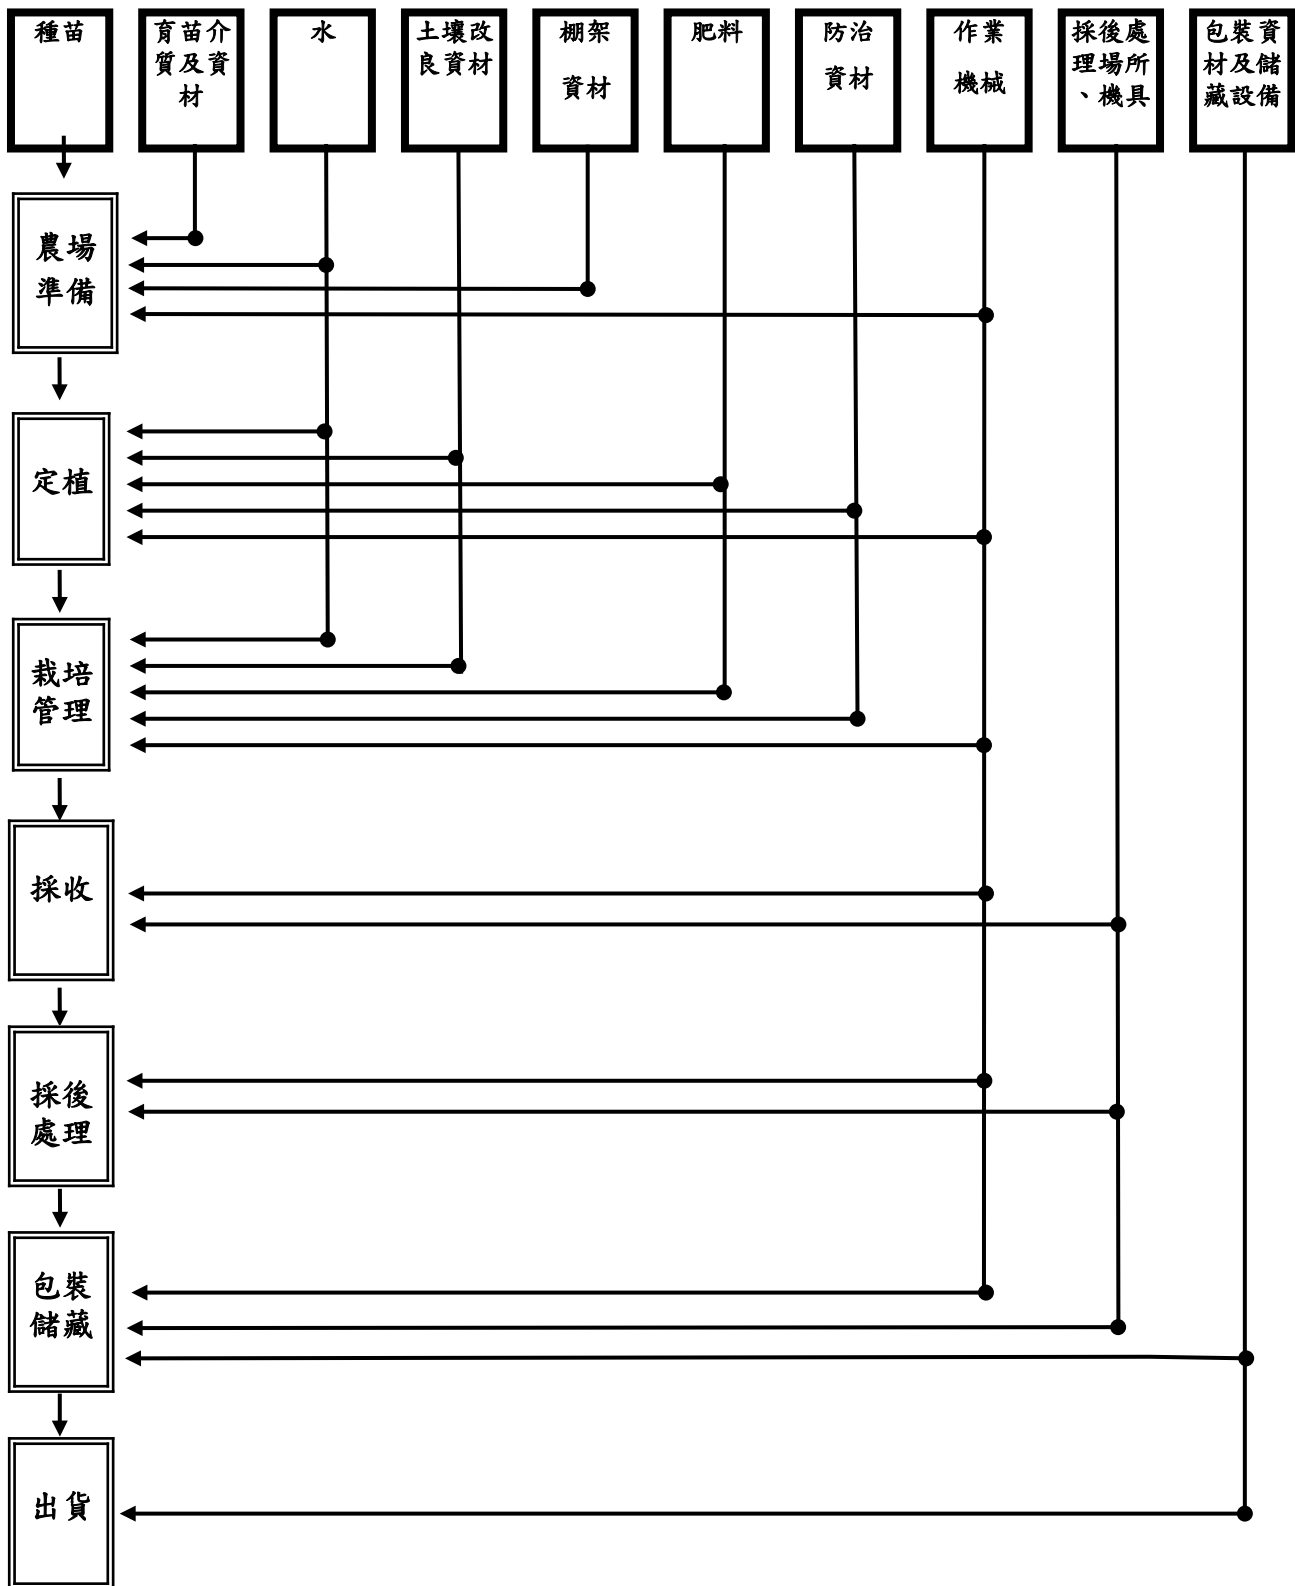 種苗
育苗介
質及資
材
水
土壤改
良資材
棚架
資材
肥料
防治
資材
作業
機械
採後處
理場所
、機具
包裝資
材及儲
藏設備
農場
準備
定植
栽培
管理
採收
採後
處理
包裝
儲藏
出貨